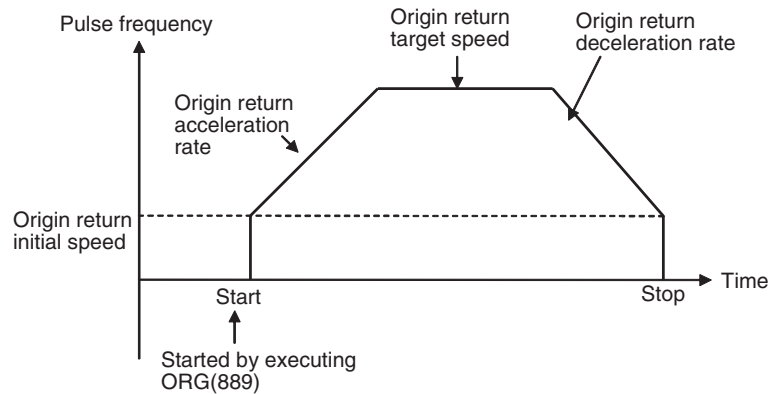 Pulse frequency
Origin return
target speed
Origin return
deceleration rate
Origin return
acceleration
rate
Origin return
initial speed
Start
Stop
Time
Started by executing
ORG(889)